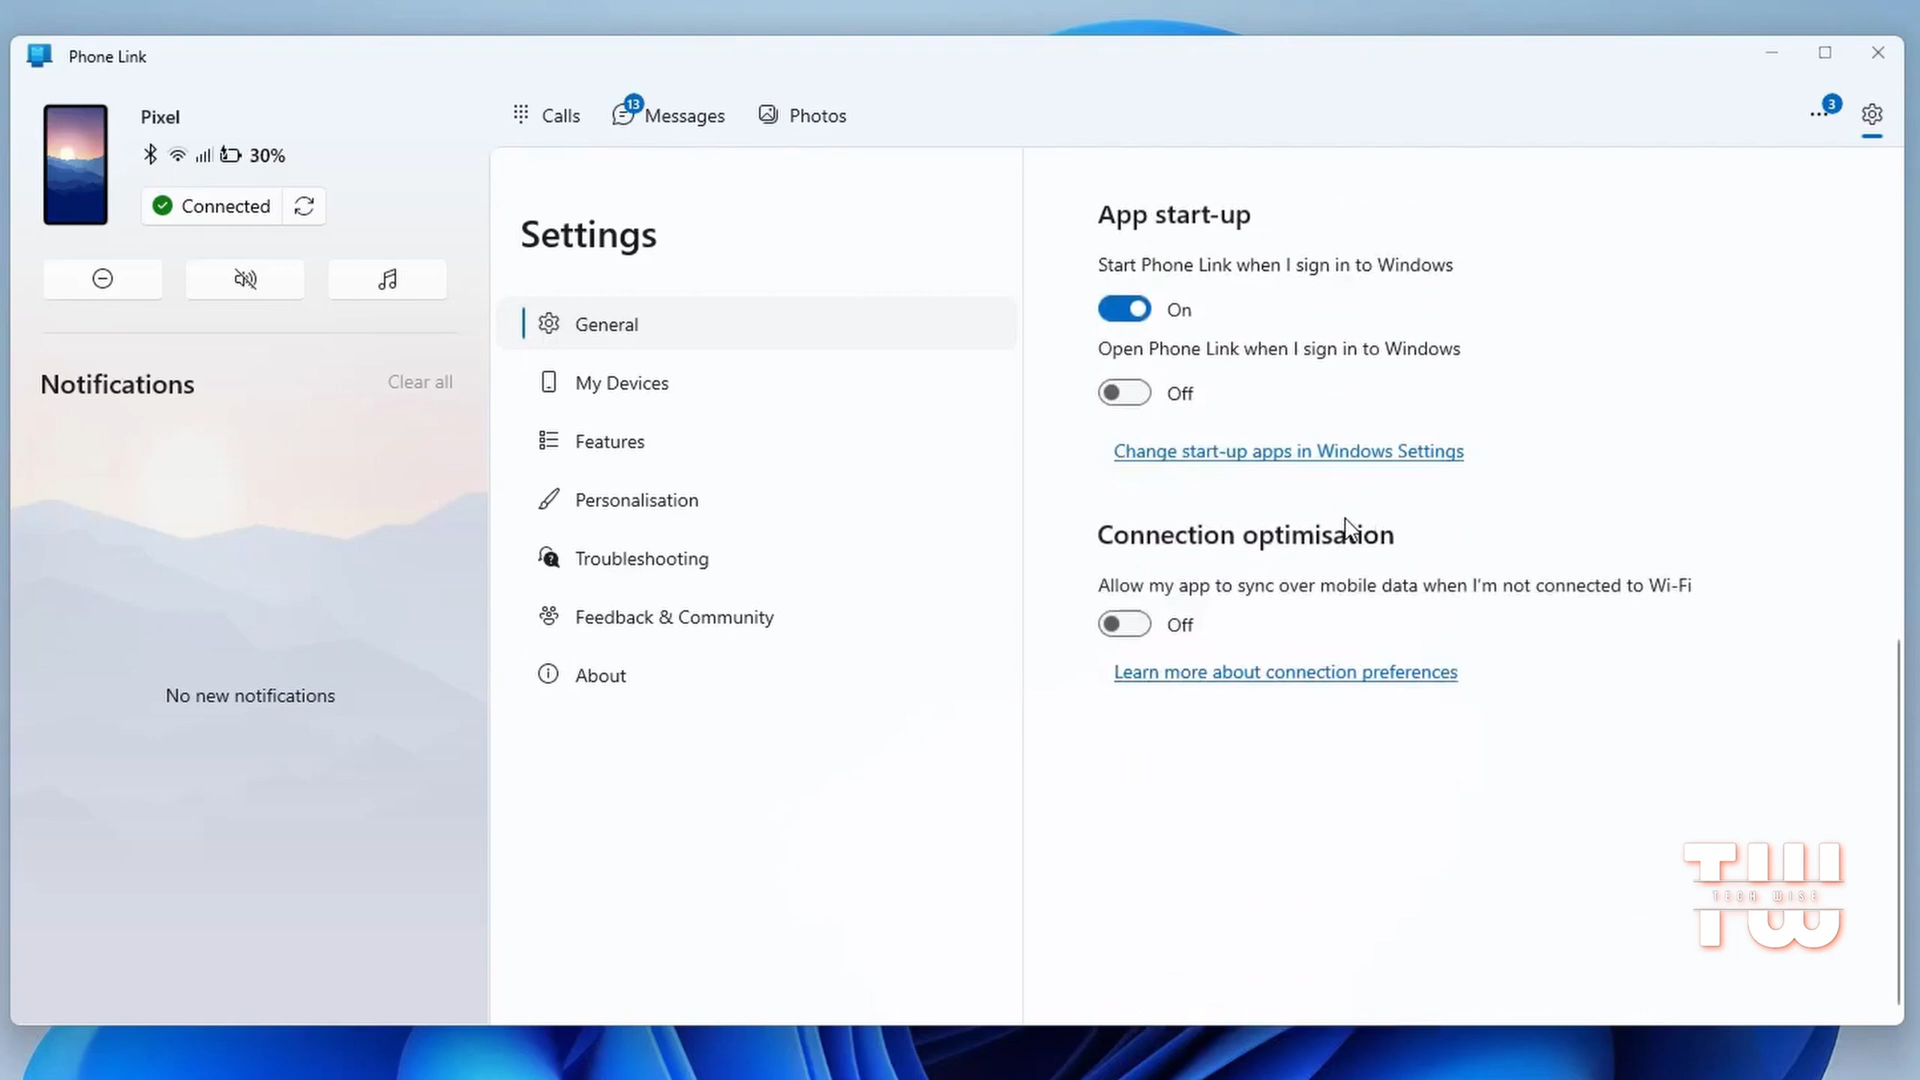 Phone Link
Pixel
30%
Connected
Calls
13
Messages
Photos
3
Notifications
Clear all
No new notifications
Settings
General
My Devices
Features
Personalisation
Troubleshooting
Feedback & Community
About
App start-up
Start Phone Link when I sign in to Windows
On
Open Phone Link when I sign in to Windows
Off
Change start-up apps in Windows Settings
Connection optimisation
Allow my app to sync over mobile data when I'm not connected to Wi-Fi
Off
Learn more about connection preferences
TW
TECH WISE
TW